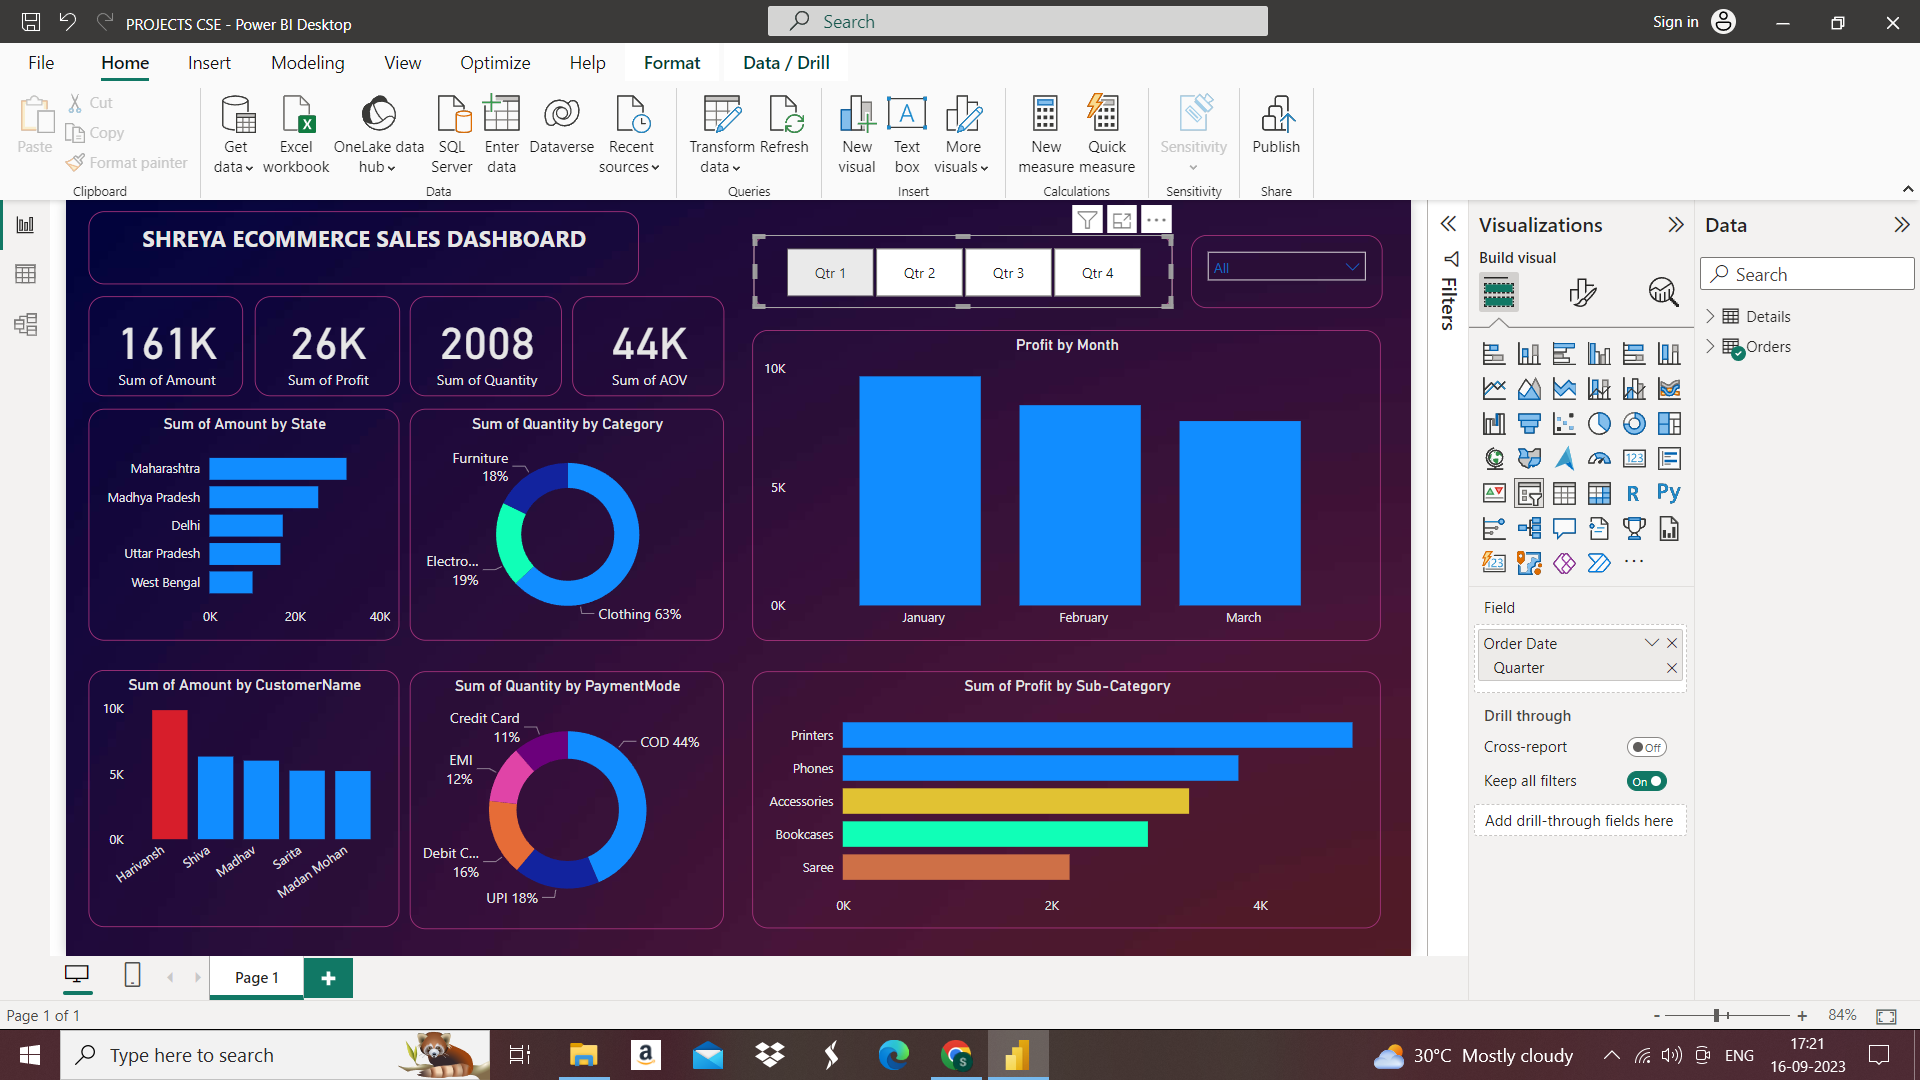 PROJECTS CSE - Power BI Desktop
Search
Sign in
File Home Insert Modeling View Optimize Help Format Data / Drill
Paste
Cut
Copy
Format painter
Clipboard
Get data
Excel workbook
OneLake data hub
SQL Server
Enter data
Dataverse
Recent sources
Data
Transform data
Refresh
Queries
New visual
Text box
More visuals
Insert
New measure
Quick measure
Calculations
Sensitivity
Sensitivity
Publish
Share
SHREYA ECOMMERCE SALES DASHBOARD
Qtr 1
Qtr 2
Qtr 3
Qtr 4
All
161K
Sum of Amount
26K
Sum of Profit
2008
Sum of Quantity
44K
Sum of AOV
Sum of Amount by State
Maharashtra
Madhya Pradesh
Delhi
Uttar Pradesh
West Bengal
0K 20K 40K
Sum of Quantity by Category
Furniture
18%
Electro...
19%
Clothing 63%
Profit by Month
10K
5K
0K
January February March
Sum of Amount by CustomerName
10K
5K
0K
Harivansh
Shiva
Madhav
Sarita
Madan Mohan
Sum of Quantity by PaymentMode
Credit Card
11%
COD 44%
EMI
12%
Debit C...
16%
UPI 18%
Sum of Profit by Sub-Category
Printers
Phones
Accessories
Bookcases
Saree
0K 2K 4K
Filters
Visualizations
Build visual
123
R
Py
123
Field
Order Date
Quarter
Drill through
Cross-report
Off
Keep all filters
On
Add drill-through fields here
Data
Search
Details
Orders
Page 1
Page 1 of 1
- + 84%
Type here to search
30°C Mostly cloudy
ENG
17:21
16-09-2023